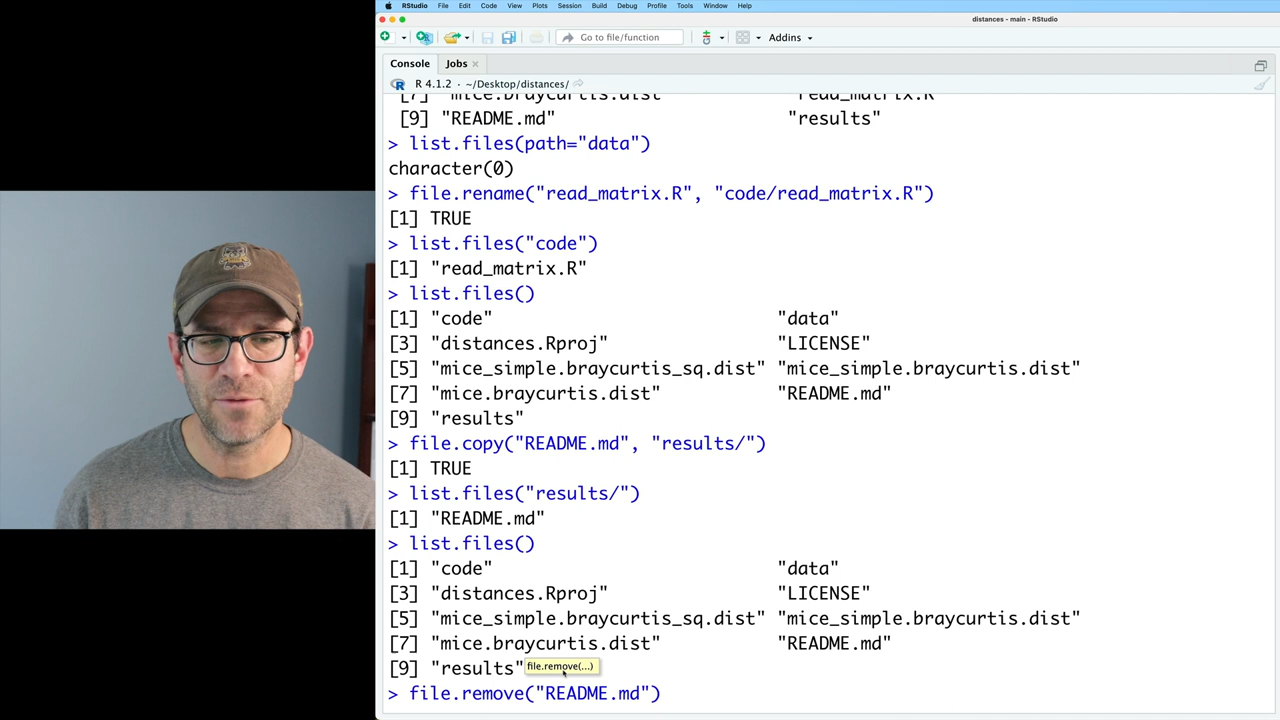 RStudio File Edit Code View Plots Session Build Debug Profile Tools Window Help
distances - main - RStudio
Go to file/function Addins
Console Jobs
R 4.1.2 · ~/Desktop/distances/
[7] "mice.braycurtis.dist" "read_matrix.R"
[9] "README.md" "results"
> list.files(path="data")
character(0)
> file.rename("read_matrix.R", "code/read_matrix.R")
[1] TRUE
> list.files("code")
[1] "read_matrix.R"
> list.files()
[1] "code" "data"
[3] "distances.Rproj" "LICENSE"
[5] "mice_simple.braycurtis_sq.dist" "mice_simple.braycurtis.dist"
[7] "mice.braycurtis.dist" "README.md"
[9] "results"
> file.copy("README.md", "results/")
[1] TRUE
> list.files("results/")
[1] "README.md"
> list.files()
[1] "code" "data"
[3] "distances.Rproj" "LICENSE"
[5] "mice_simple.braycurtis_sq.dist" "mice_simple.braycurtis.dist"
[7] "mice.braycurtis.dist" "README.md"
[9] "results" file.remove(...)
> file.remove("README.md")